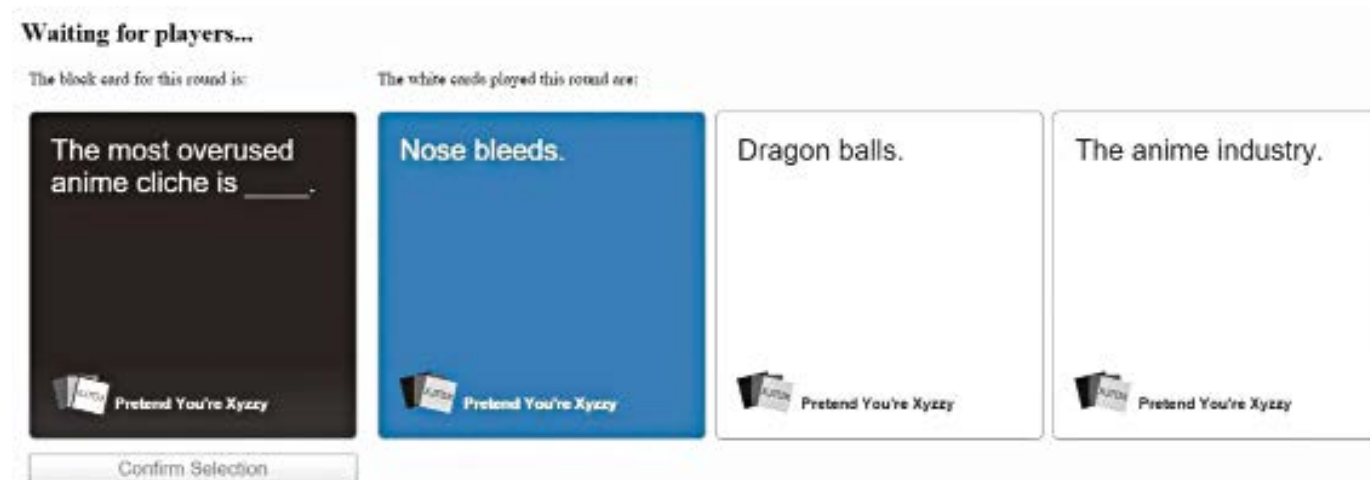 Waiting for players...
The black card for this round is:
The white cards played this round are:
The most overused
anime cliche is ____.
Nose bleeds.
Dragon balls.
The anime industry.
Pretend You're Xyzzy
Pretend You're Xyzzy
Pretend You're Xyzzy
Pretend You're Xyzzy
Confirm Selection